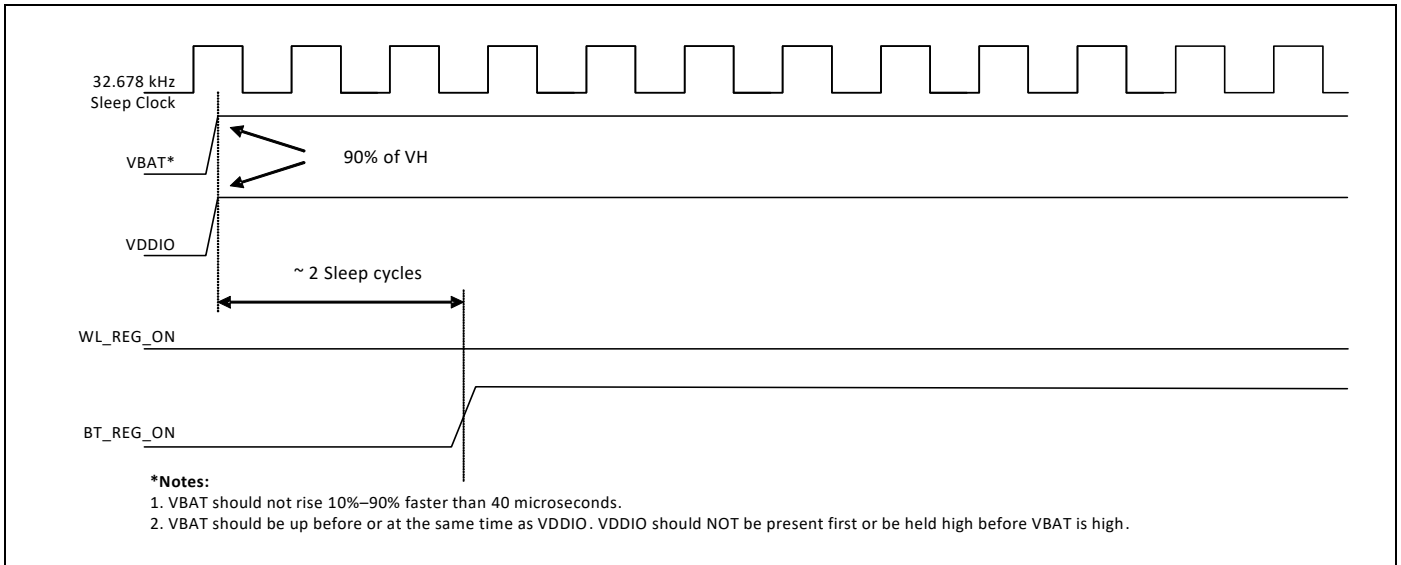 32.678 kHz
Sleep Clock
VBAT*
90% of VH
VDDIO
~ 2 Sleep cycles
WL_REG_ON
BT_REG_ON
*Notes:
1. VBAT should not rise 10%–90% faster than 40 microseconds.
2. VBAT should be up before or at the same time as VDDIO. VDDIO should NOT be present first or be held high before VBAT is high.